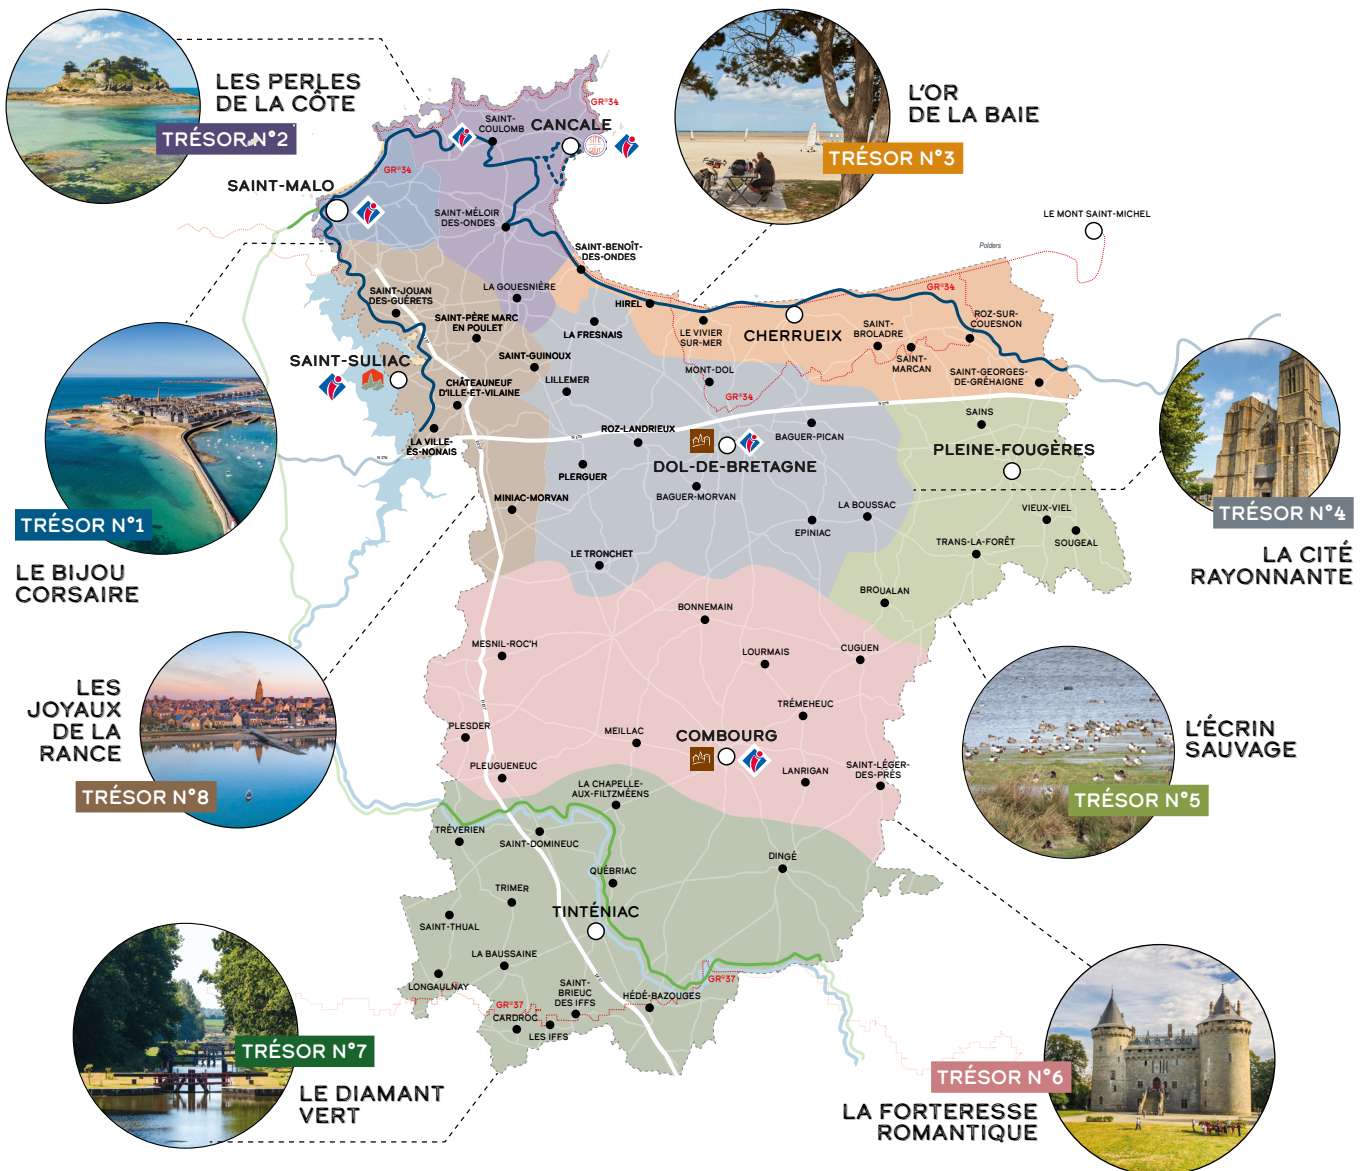 LES PERLES
DE LA CÔTE
TRÉSOR N°2
L'OR
DE LA BAIE
TRÉSOR N°3
GR®34
SAINT-
COULOMB
CANCALE
GR®34
SAINT-MALO
SAINT-MÉLOIR
DES-ONDES
LE MONT SAINT-MICHEL
Polders
SAINT-BENOÎT-
DES-ONDES
GR®34
SAINT-JOUAN
DES-GUÉRETS
LA GOUESNIÈRE
HIREL
SAINT-PÈRE MARC
EN POULET
LA FRESNAIS
LE VIVIER
SUR-MER
CHERRUEIX
SAINT-
BROLADRE
ROZ-SUR-
COUESNON
SAINT-
MARCAN
SAINT-SULIAC
SAINT-GUINOUX
LILLEMER
MONT-DOL
SAINT-GEORGES-
DE-GRÉHAIGNE
CHÂTEAUNEUF
D'ILLE-ET-VILAINE
GR®34
N 176
SAINS
LA VILLE-
ÈS-NONAIS
ROZ-LANDRIEUX
N 176
BAGUER-PICAN
PLEINE-FOUGÈRES
N 176
DOL-DE-BRETAGNE
PLERGUER
BAGUER-MORVAN
MINIAC-MORVAN
LA BOUSSAC
VIEUX-VIEL
EPINIAC
SOUGEAL
TRANS-LA-FORÊT
LE TRONCHET
BROUALAN
TRÉSOR N°1
LE BIJOU
CORSAIRE
TRÉSOR N°4
LA CITÉ
RAYONNANTE
BONNEMAIN
MESNIL-ROC'H
LOURMAIS
CUGUEN
LES
JOYAUX
DE LA
RANCE
TRÉSOR N°8
TRÉMEHEUC
PLESDER
MEILLAC
COMBOURG
PLEUGUENEUC
LANRIGAN
SAINT-LÉGER-
DES-PRÉS
L'ÉCRIN
SAUVAGE
TRÉSOR N°5
LA CHAPELLE-
AUX-FILTZMÉENS
TRÉVERIEN
SAINT-DOMINEUC
DINGÉ
QUÉBRIAC
TRIMER
TINTÉNIAC
SAINT-THUAL
LA BAUSSAINE
LONGAULNAY
SAINT-
BRIEUC
DES IFFS
HÉDÉ-BAZOUGES
GR®37
GR®37
CARDROC
LES IFFS
TRÉSOR N°7
LE DIAMANT
VERT
TRÉSOR N°6
LA FORTERESSE
ROMANTIQUE